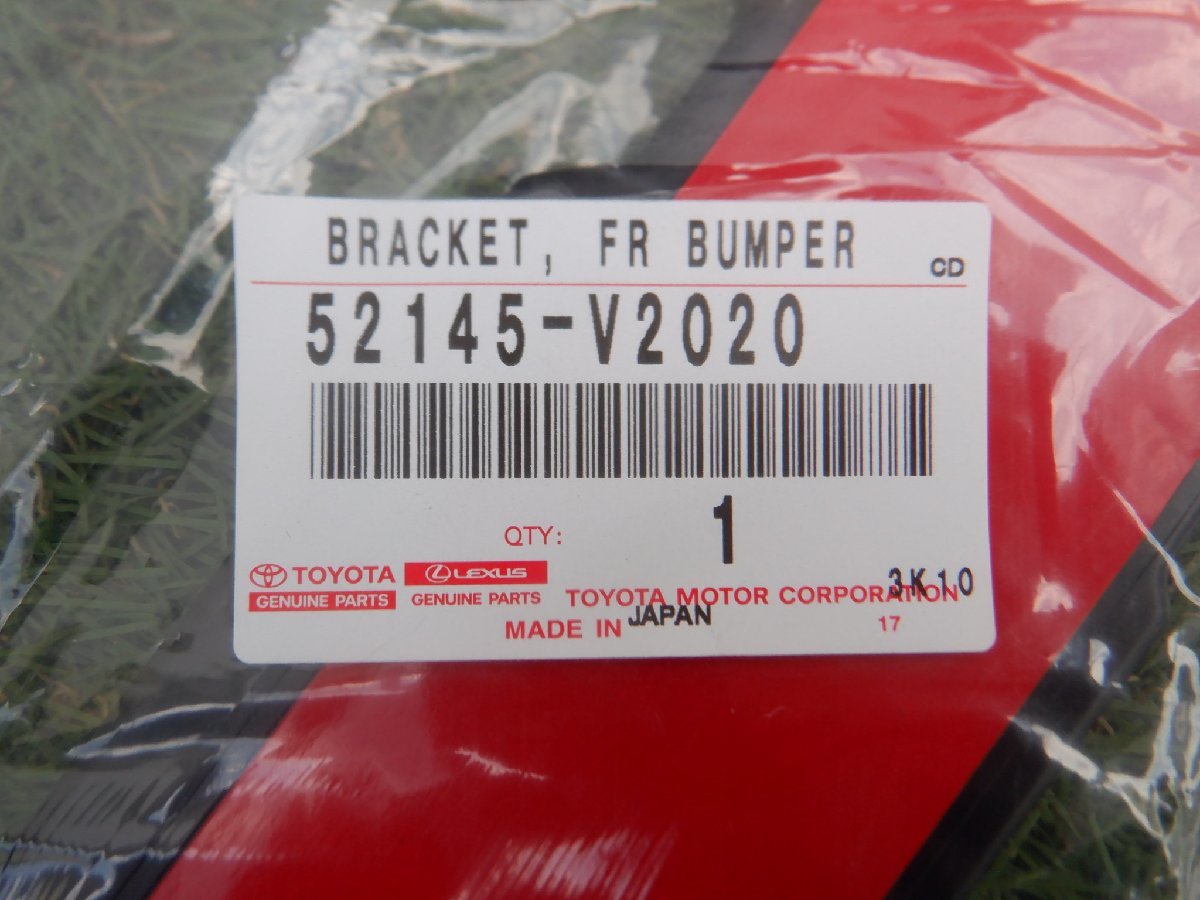 BRACKET, FR BUMPER CD
52145-V2020
QTY: 1
TOYOTA LEXUS
GENUINE PARTS GENUINE PARTS TOYOTA MOTOR CORPORATION 3K10
MADE IN JAPAN 17